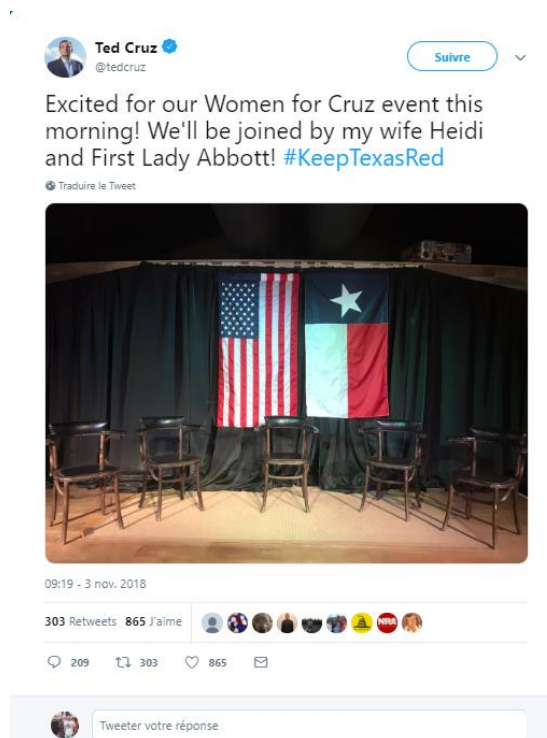 Ted Cruz
@tedcruz
Suivre
Excited for our Women for Cruz event this
morning! We'll be joined by my wife Heidi
and First Lady Abbott! #KeepTexasRed
Traduire le Tweet
09:19 - 3 nov. 2018
303 Retweets 865 J'aime
NRA
209 303 865
Tweeter votre réponse